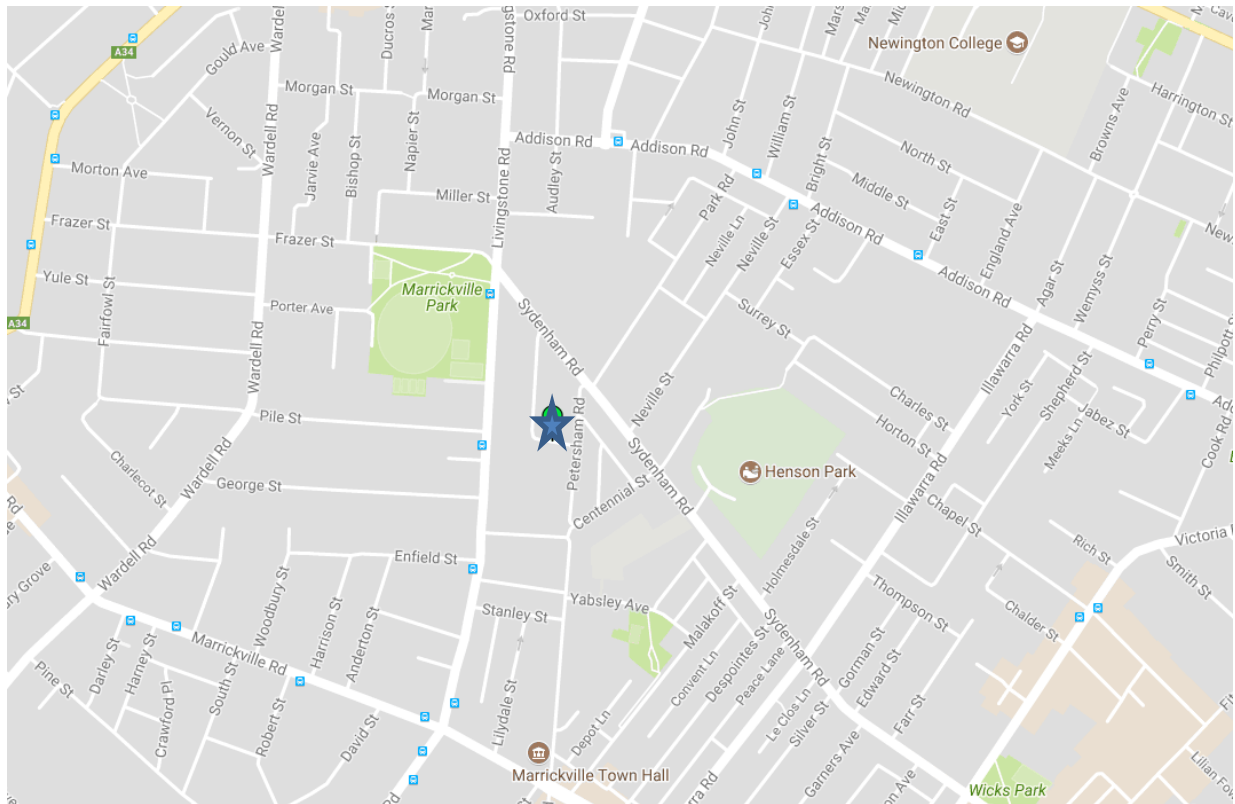 Oxford St
A34
Gould Ave
Morgan St
Morgan St
Vernon St
Wardell Rd
Jarvie Ave
Bishop St
Napier St
Morton Ave
Miller St
Livingstone Rd
Audley St
Addison Rd
Addison Rd
John St
William St
Bright St
Newington College
Newington Rd
Browns Ave
Harrington St
North St
Middle St
East St
England Ave
Park Rd
Neville Ln
Neville St
Essex St
Addison Rd
Addison Rd
Agar St
Wemyss St
Perry St
Frazer St
Frazer St
Yule St
Fairfowl St
Porter Ave
Marrickville
Park
Sydenham Rd
Surrey St
Illawarra Rd
A34
Wardell Rd
Neville St
Charles St
Horton St
York St
Shepherd St
Meeks Ln
Jabez St
Cook Rd
Pile St
Petersham Rd
Sydenham Rd
Henson Park
Charlecot St
Wardell Rd
George St
Centennial St
Illawarra Rd
Chapel St
Rich St
Smith St
Wardell Rd
Enfield St
Holmesdale St
Thompson St
Chalder St
Woodbury St
Harrison St
Anderton St
Stanley St
Yabsley Ave
Malakoff St
Convent Ln
Despointes St
Peace Lane
Sydenham Rd
Gorman St
Edward St
Farr St
Marrickville Rd
Pine St
Darley St
Harney St
Crawford Pl
South St
Robert St
David St
Lilydale St
Depot Ln
Le Clos Ln
Silver St
Garners Ave
Marrickville Town Hall
Illawarra Rd
Wicks Park